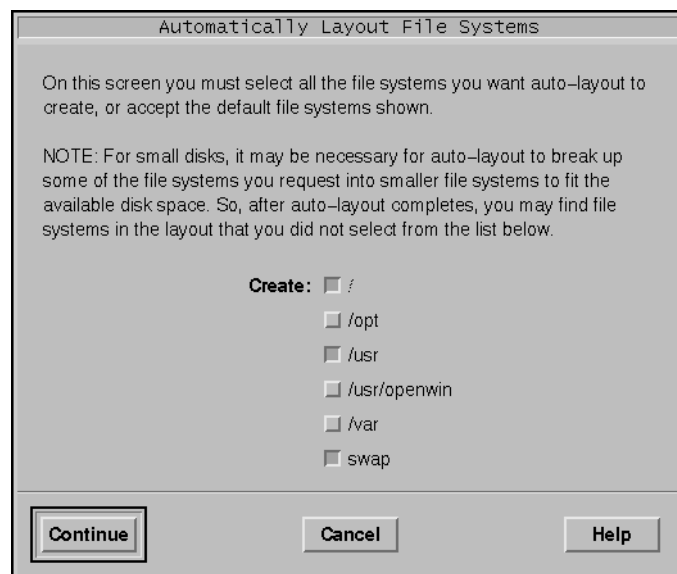 Automatically Layout File Systems
On this screen you must select all the file systems you want auto-layout to
create, or accept the default file systems shown.
NOTE: For small disks, it may be necessary for auto-layout to break up
some of the file systems you request into smaller file systems to fit the
available disk space. So, after auto-layout completes, you may find file
systems in the layout that you did not select from the list below.
Create: /
/opt
/usr
/usr/openwin
/var
swap
Continue Cancel Help